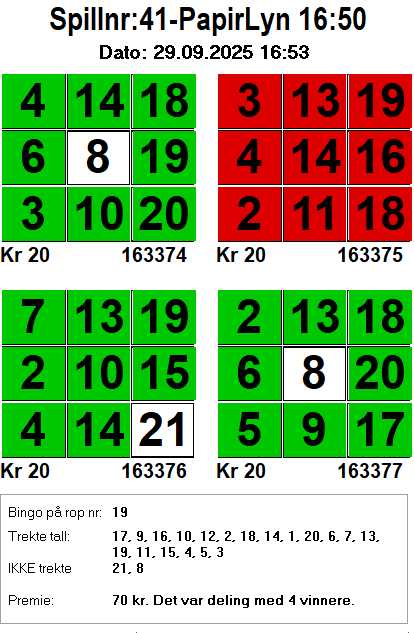 Spillnr:41-PapirLyn 16:50
Dato: 29.09.2025 16:53
4 14 18
6 8 19
3 10 20
Kr 20 163374
3 13 19
4 14 16
2 11 18
Kr 20 163375
7 13 19
2 10 15
4 14 21
Kr 20 163376
2 13 18
6 8 20
5 9 17
Kr 20 163377
Bingo på rop nr: 19
Trekte tall: 17, 9, 16, 10, 12, 2, 18, 14, 1, 20, 6, 7, 13,
19, 11, 15, 4, 5, 3
IKKE trekte 21, 8
Premie: 70 kr. Det var deling med 4 vinnere.